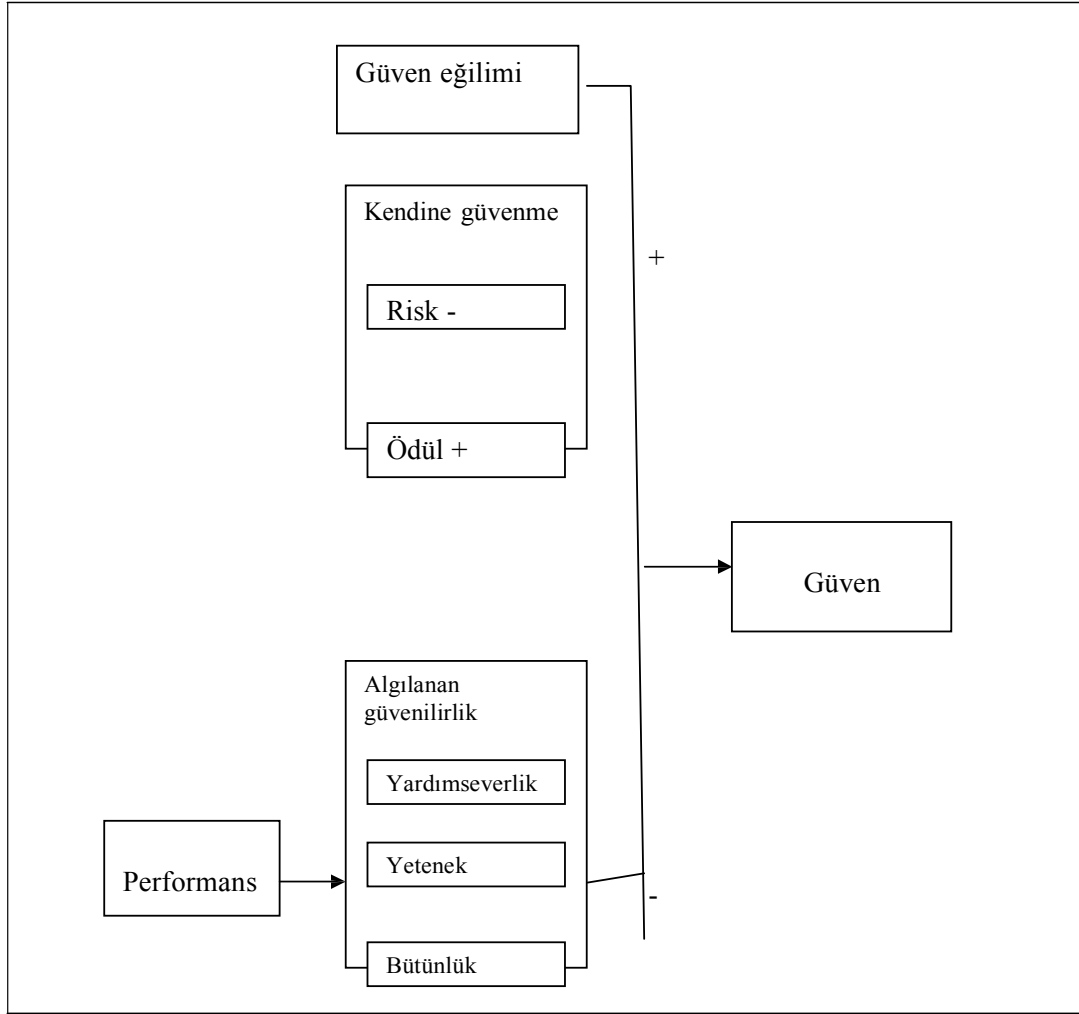 Güven eğilimi
Kendine güvenme
+
Risk -
Ödül +
Güven
Algılanan
güvenilirlik
Yardımseverlik
Performans
Yetenek
-
Bütünlük